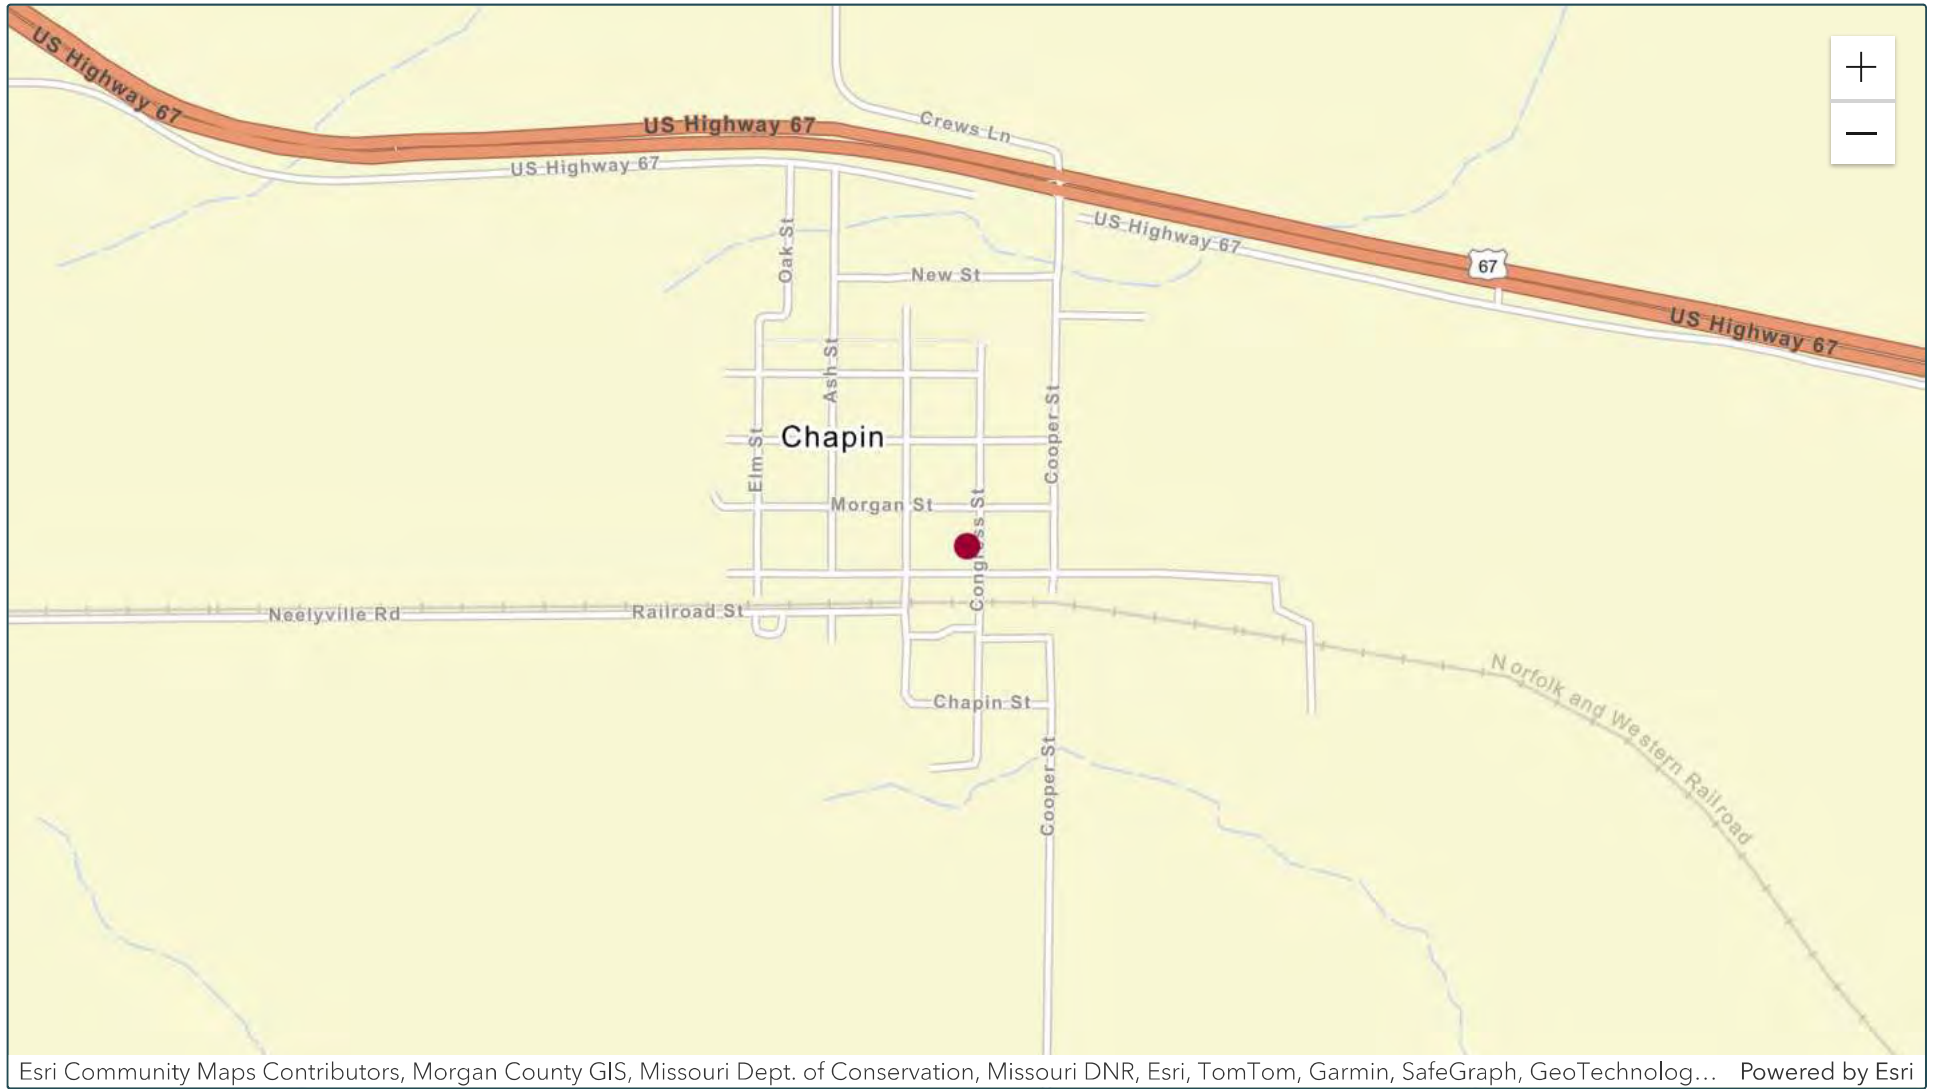 US Highway 67
US Highway 67
Crews Ln
US Highway 67
US Highway 67
Oak St
67
New St
US Highway 67
Ash St
Cooper St
Chapin
Elm St
Morgan St
Congress St
Neelyville Rd
Railroad St
Norfolk and Western Railroad
Chapin St
Cooper St
Esri Community Maps Contributors, Morgan County GIS, Missouri Dept. of Conservation, Missouri DNR, Esri, TomTom, Garmin, SafeGraph, GeoTechnolog... Powered by Esri